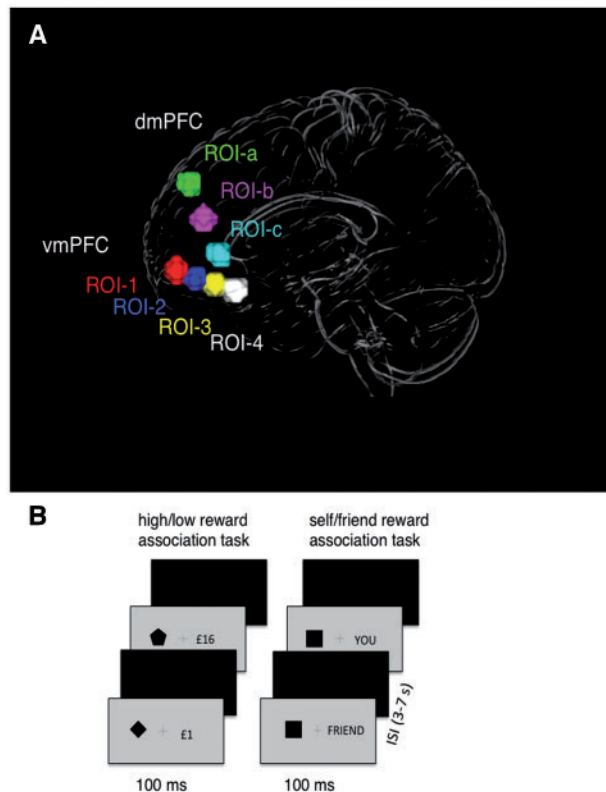 A
dmPFC
ROI-a
ROI-b
ROI-c
vmPFC
ROI-1
ROI-2
ROI-3
ROI-4
B
high/low reward
association task
self/friend reward
association task
£16
YOU
£1
FRIEND
ISI (3-7 s)
100 ms
100 ms